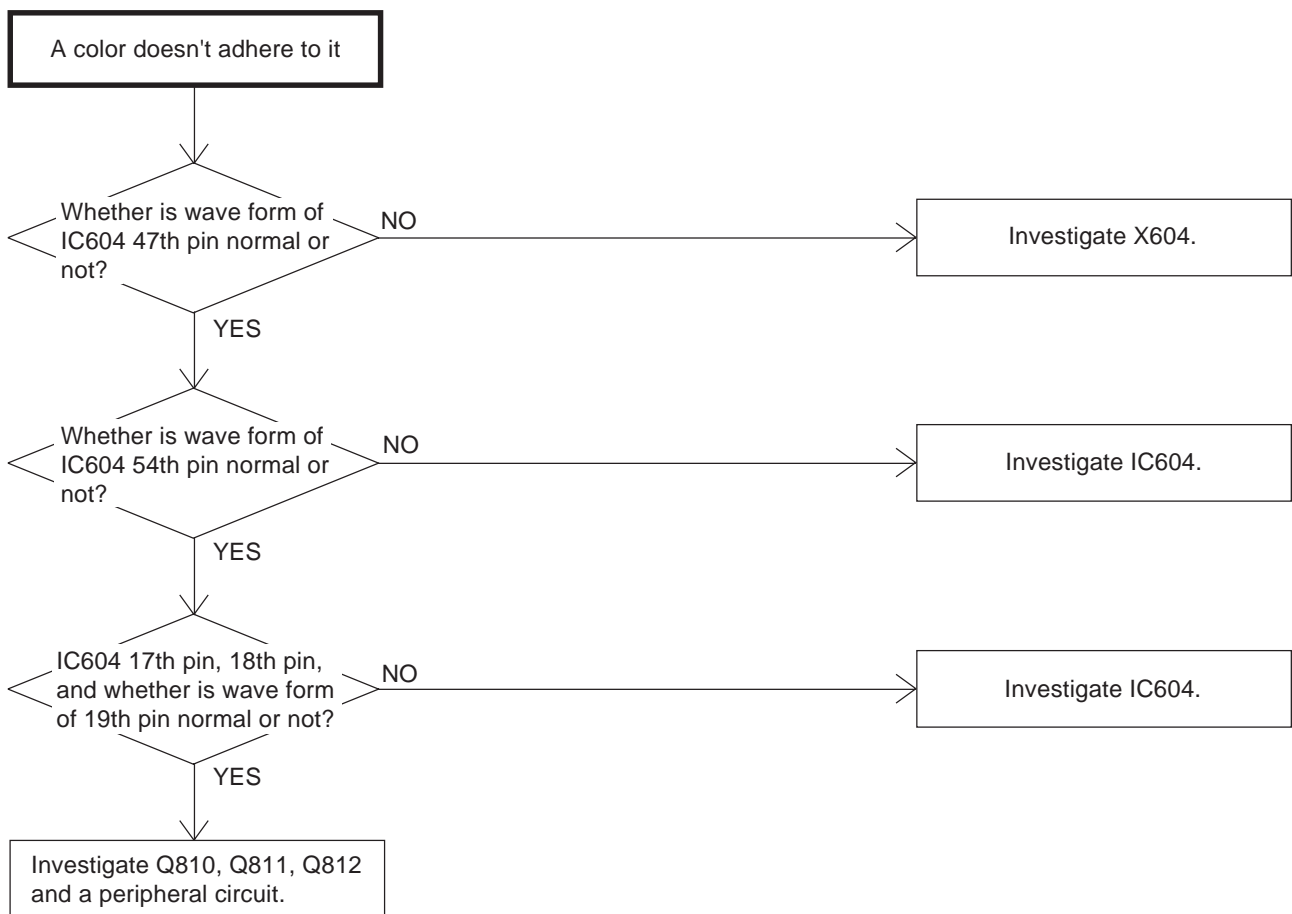 A color doesn't adhere to it
Whether is wave form of
IC604 47th pin normal or
not?
NO
Investigate X604.
YES
Whether is wave form of
IC604 54th pin normal or
not?
NO
Investigate IC604.
YES
IC604 17th pin, 18th pin,
and whether is wave form
of 19th pin normal or not?
NO
Investigate IC604.
YES
Investigate Q810, Q811, Q812
and a peripheral circuit.